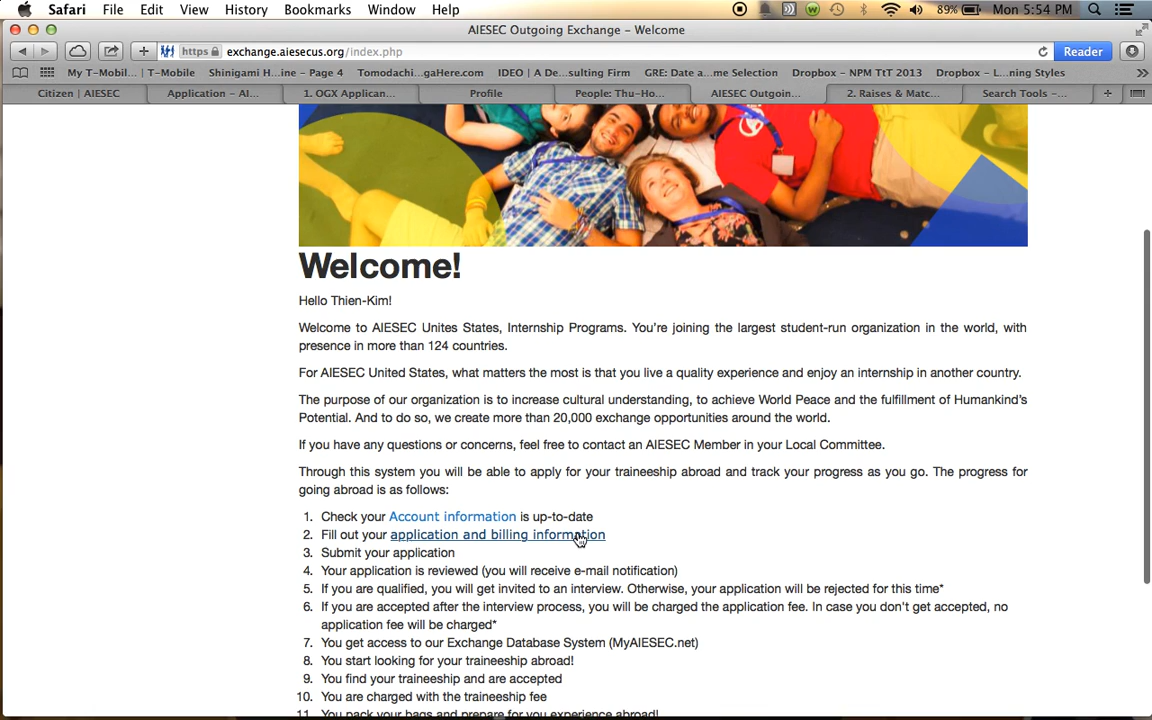 Safari File Edit View History Bookmarks Window Help 89% Mon 5:54 PM
AIESEC Outgoing Exchange – Welcome
https exchange.aiesecus.org/index.php Reader
My T-Mobil... | T-Mobile Shinigami H...ine - Page 4 Tomodachi...gaHere.com IDEO | A De...sulting Firm GRE: Date a...me Selection Dropbox - NPM TtT 2013 Dropbox - L...ning Styles
Citizen | AIESEC Application – AI... 1. OGX Applican... Profile People: Thu-Ho... AIESEC Outgoin... 2. Raises & Matc... Search Tools -...
Welcome!
Hello Thien-Kim!
Welcome to AIESEC Unites States, Internship Programs. You're joining the largest student-run organization in the world, with
presence in more than 124 countries.
For AIESEC United States, what matters the most is that you live a quality experience and enjoy an internship in another country.
The purpose of our organization is to increase cultural understanding, to achieve World Peace and the fulfillment of Humankind's
Potential. And to do so, we create more than 20,000 exchange opportunities around the world.
If you have any questions or concerns, feel free to contact an AIESEC Member in your Local Committee.
Through this system you will be able to apply for your traineeship abroad and track your progress as you go. The progress for
going abroad is as follows:
1. Check your Account information is up-to-date
2. Fill out your application and billing information
3. Submit your application
4. Your application is reviewed (you will receive e-mail notification)
5. If you are qualified, you will get invited to an interview. Otherwise, your application will be rejected for this time*
6. If you are accepted after the interview process, you will be charged the application fee. In case you don't get accepted, no
application fee will be charged*
7. You get access to our Exchange Database System (MyAIESEC.net)
8. You start looking for your traineeship abroad!
9. You find your traineeship and are accepted
10. You are charged with the traineeship fee
11. You pack your bags and prepare for you experience abroad!